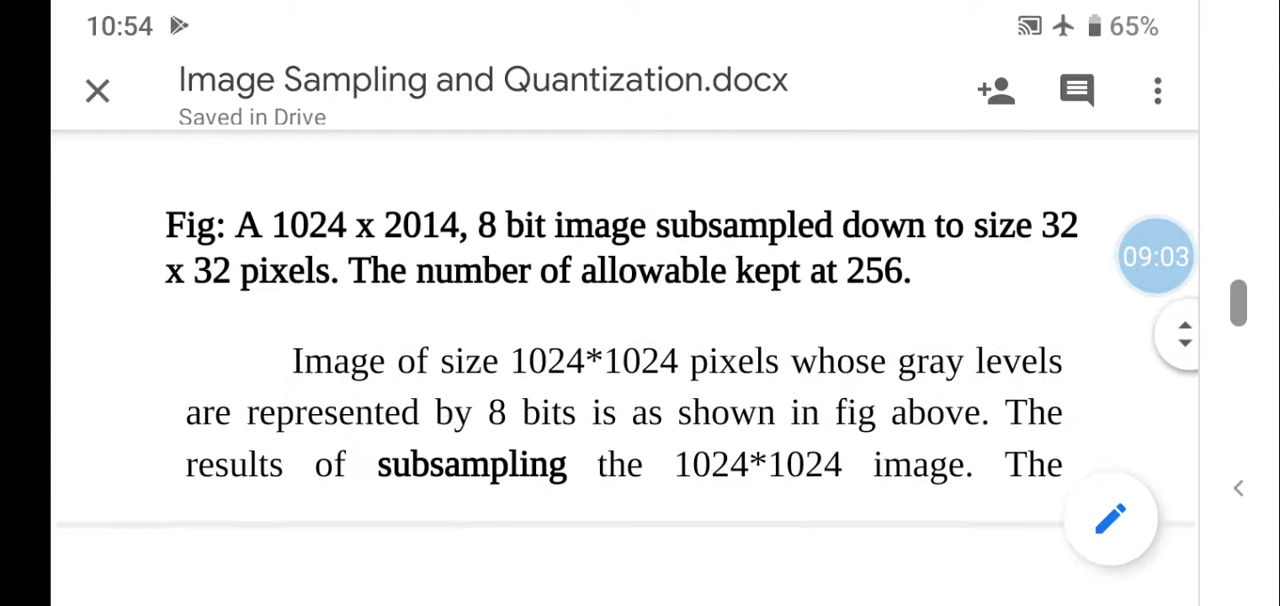 10:54 65%
Image Sampling and Quantization.docx
Saved in Drive
Fig: A 1024 x 2014, 8 bit image subsampled down to size 32
x 32 pixels. The number of allowable kept at 256.
09:03
Image of size 1024*1024 pixels whose gray levels
are represented by 8 bits is as shown in fig above. The
results of subsampling the 1024*1024 image. The